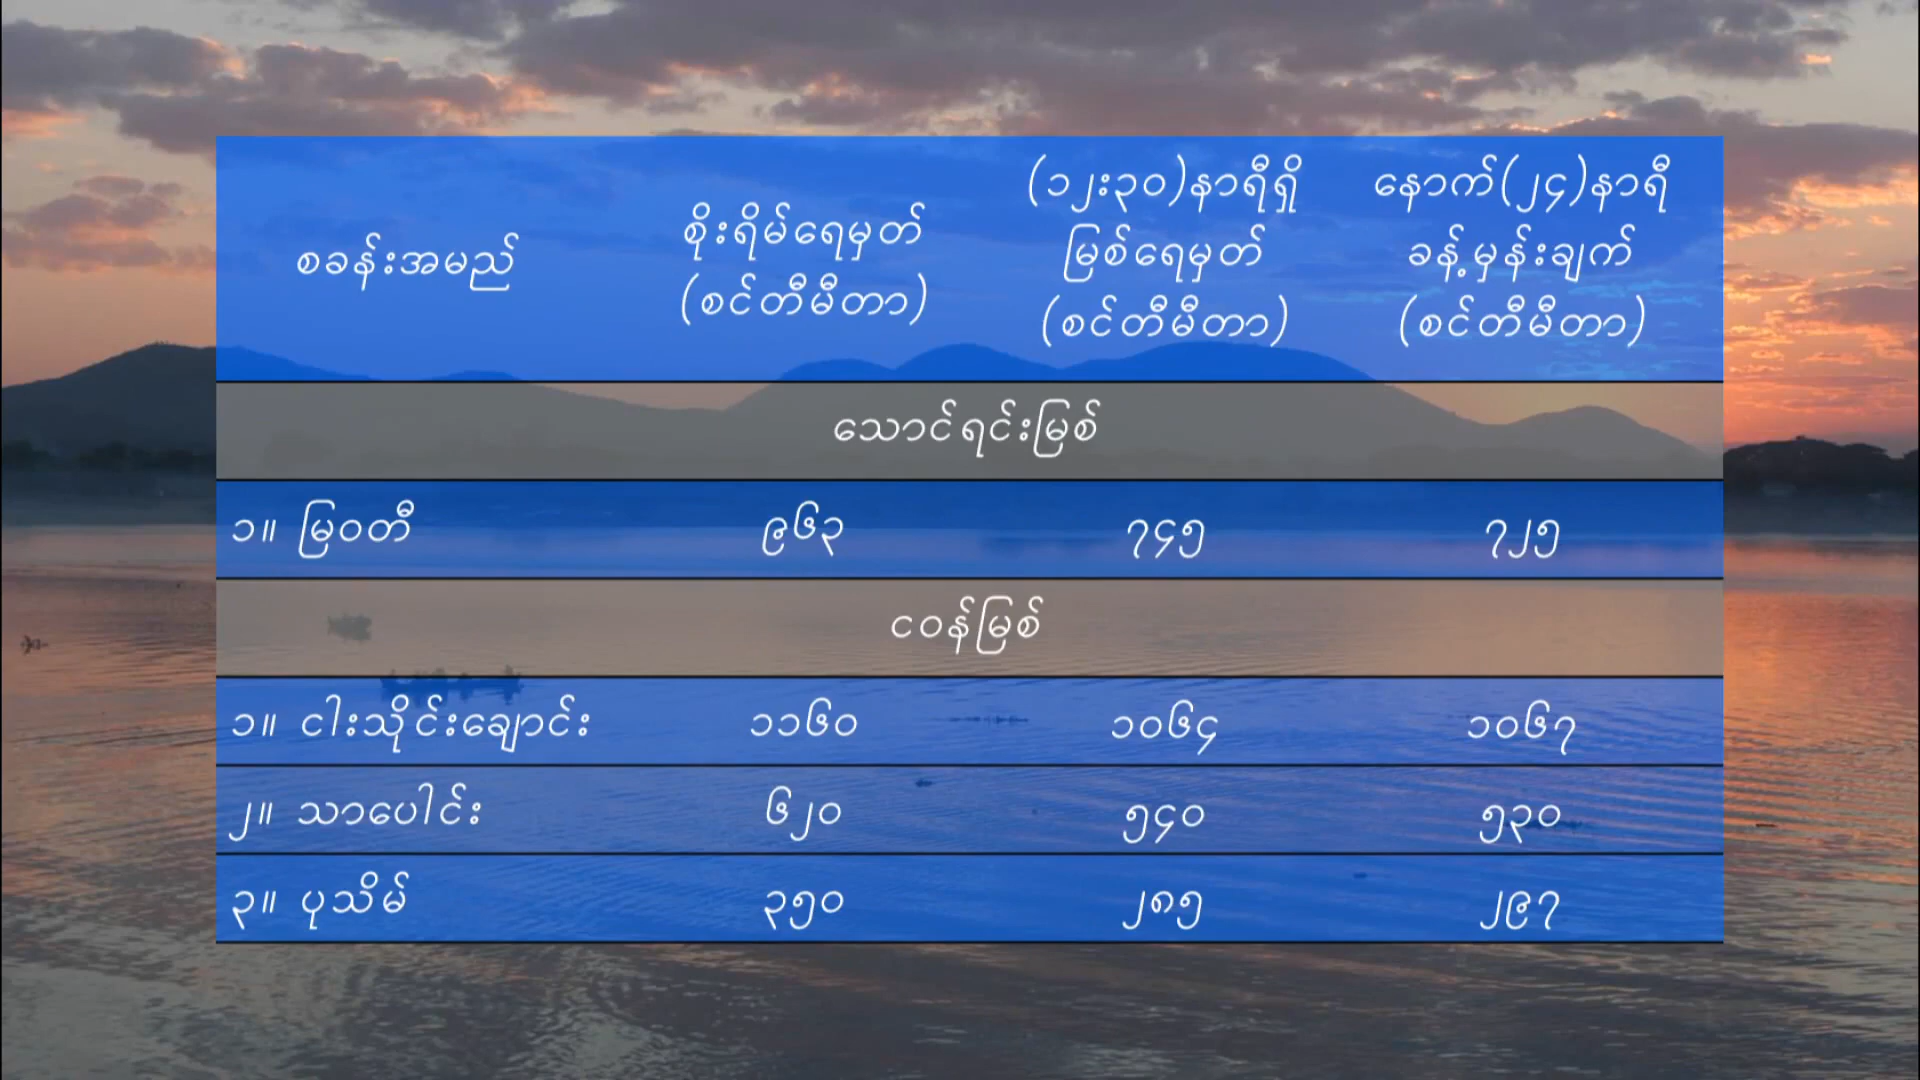 စခန်းအမည်
စိုးရိမ်ရေမှတ်
(စင်တီမီတာ)
(၁၂း၃၀)နာရီရှိ
မြစ်ရေမှတ်
(စင်တီမီတာ)
နောက်(၂၄)နာရီ
ခန့်မှန်းချက်
(စင်တီမီတာ)
သောင်ရင်းမြစ်
၁။ မြဝတီ ၉၆၃ ၇၄၅ ၇၂၅
ငဝန်မြစ်
၁။ ငါးသိုင်းချောင်း ၁၁၆၀ ၁၀၆၄ ၁၀၆၇
၂။ သာပေါင်း ၆၂၀ ၅၄၀ ၅၃၀
၃။ ပုသိမ် ၃၅၀ ၂၈၅ ၂၉၇